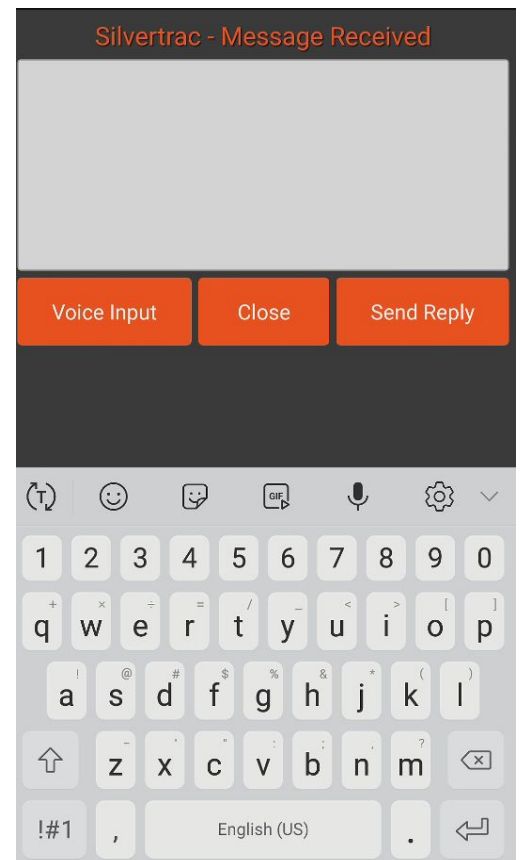 Silvertrac - Message Received
Voice Input Close Send Reply
T GIF
1 2 3 4 5 6 7 8 9 0
+ × ÷ = / _ < > [ ]
q w e r t y u i o p
! @ # $ % & * ( )
a s d f g h j k l
- ' " : ; , ?
z x c v b n m
!#1 , English (US) .